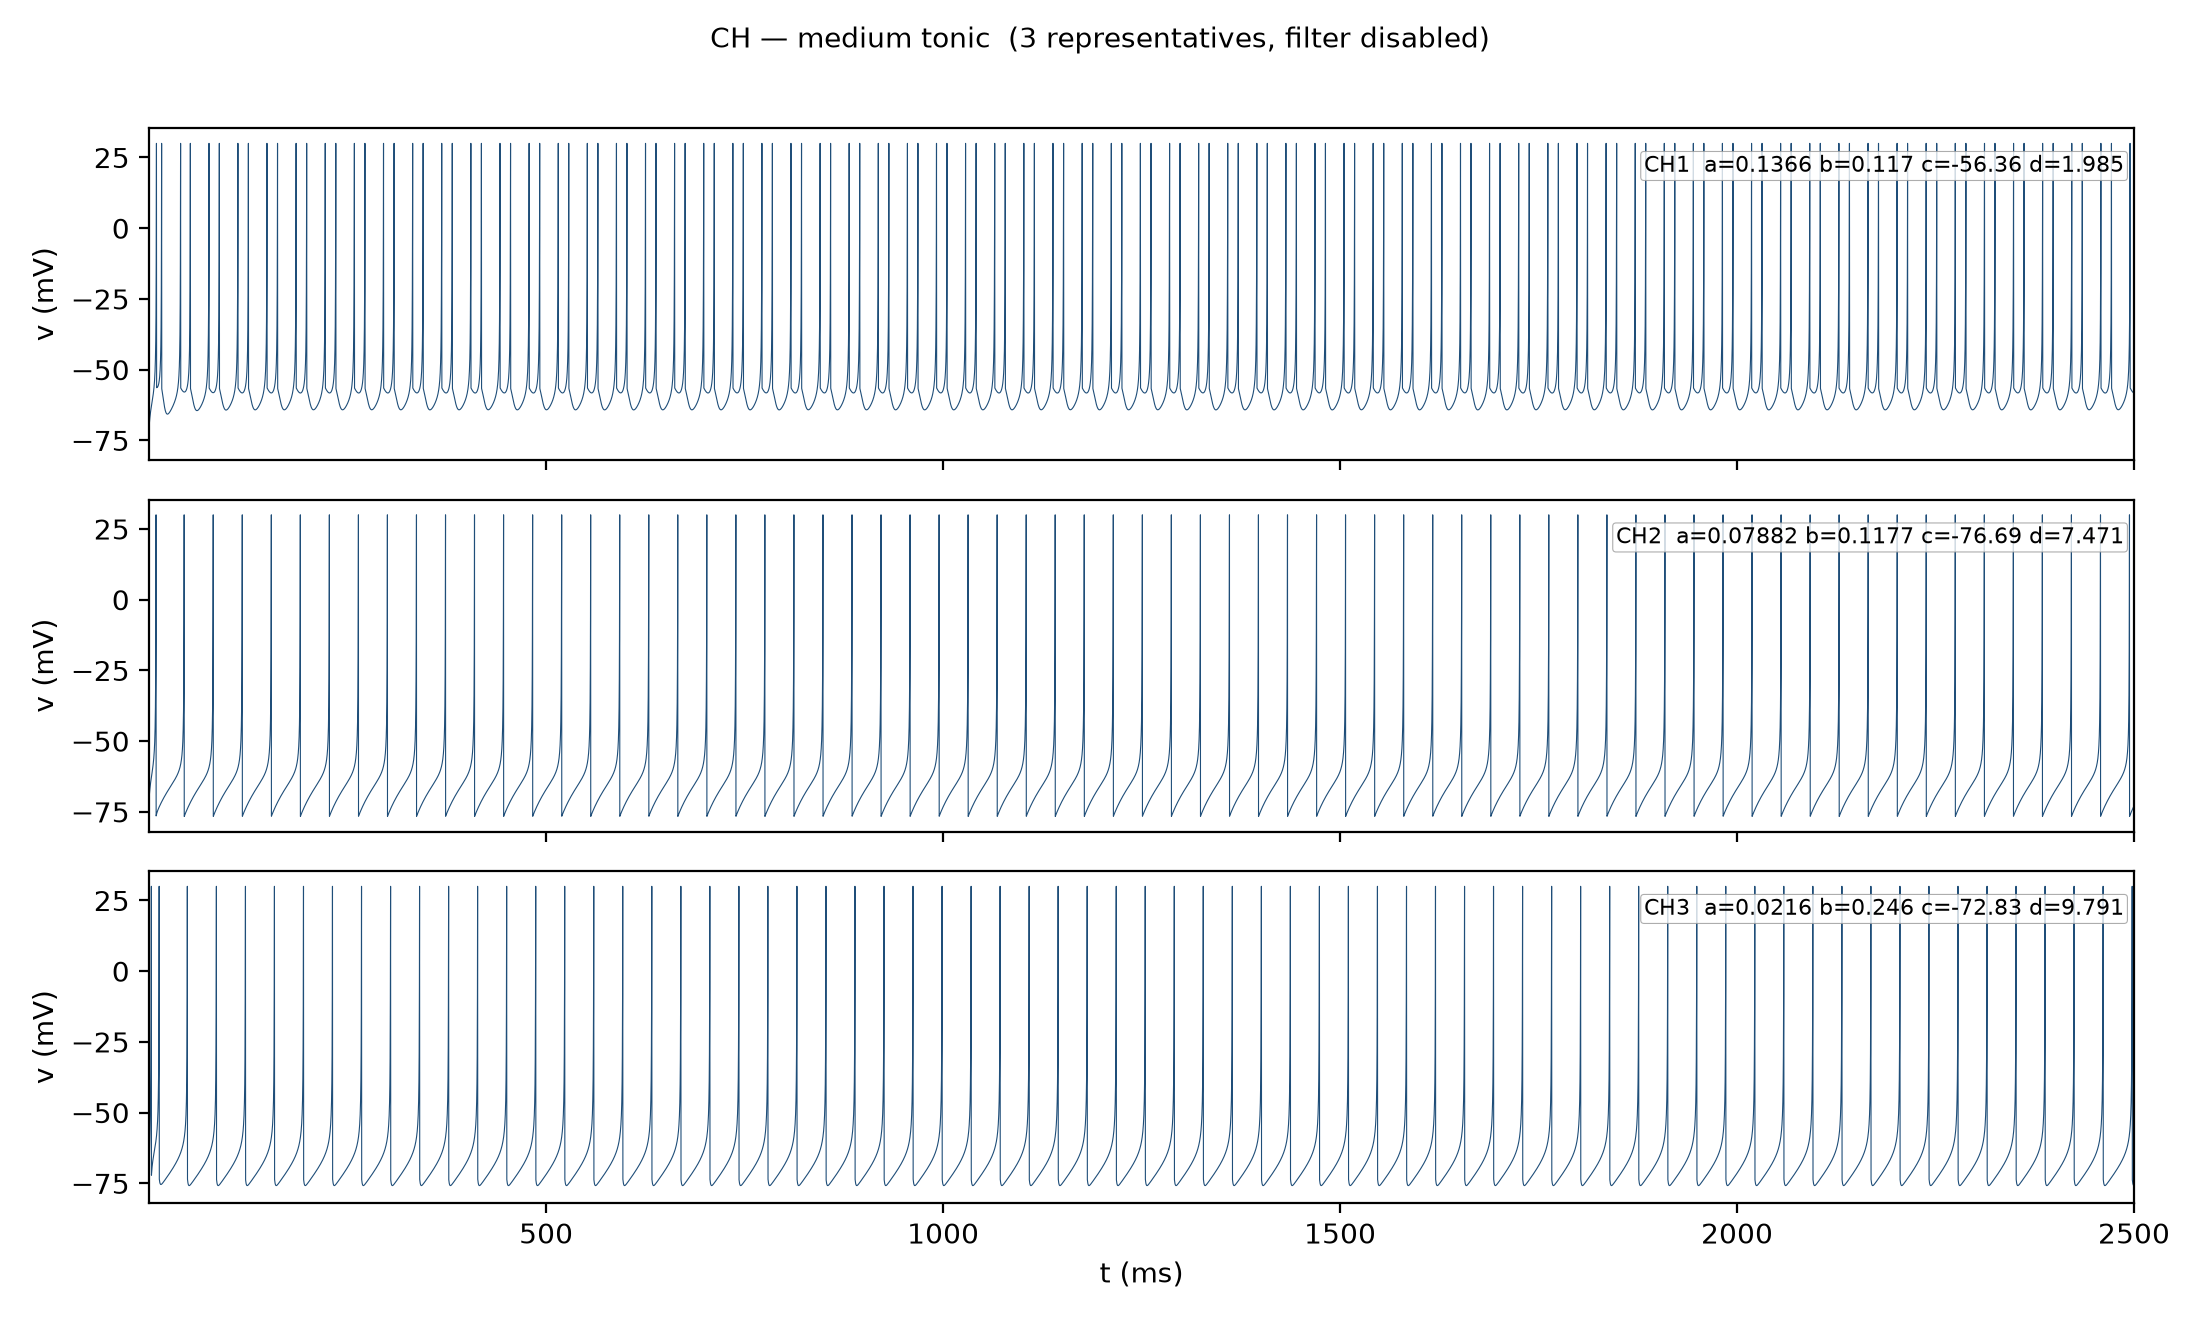 CH — medium tonic  (3 representatives, filter disabled)
25
0
−25
−50
−75
v (mV)
CH1  a=0.1366 b=0.117 c=-56.36 d=1.985
25
0
−25
−50
−75
v (mV)
CH2  a=0.07882 b=0.1177 c=-76.69 d=7.471
25
0
−25
−50
−75
v (mV)
CH3  a=0.0216 b=0.246 c=-72.83 d=9.791
500 1000 1500 2000 2500
t (ms)